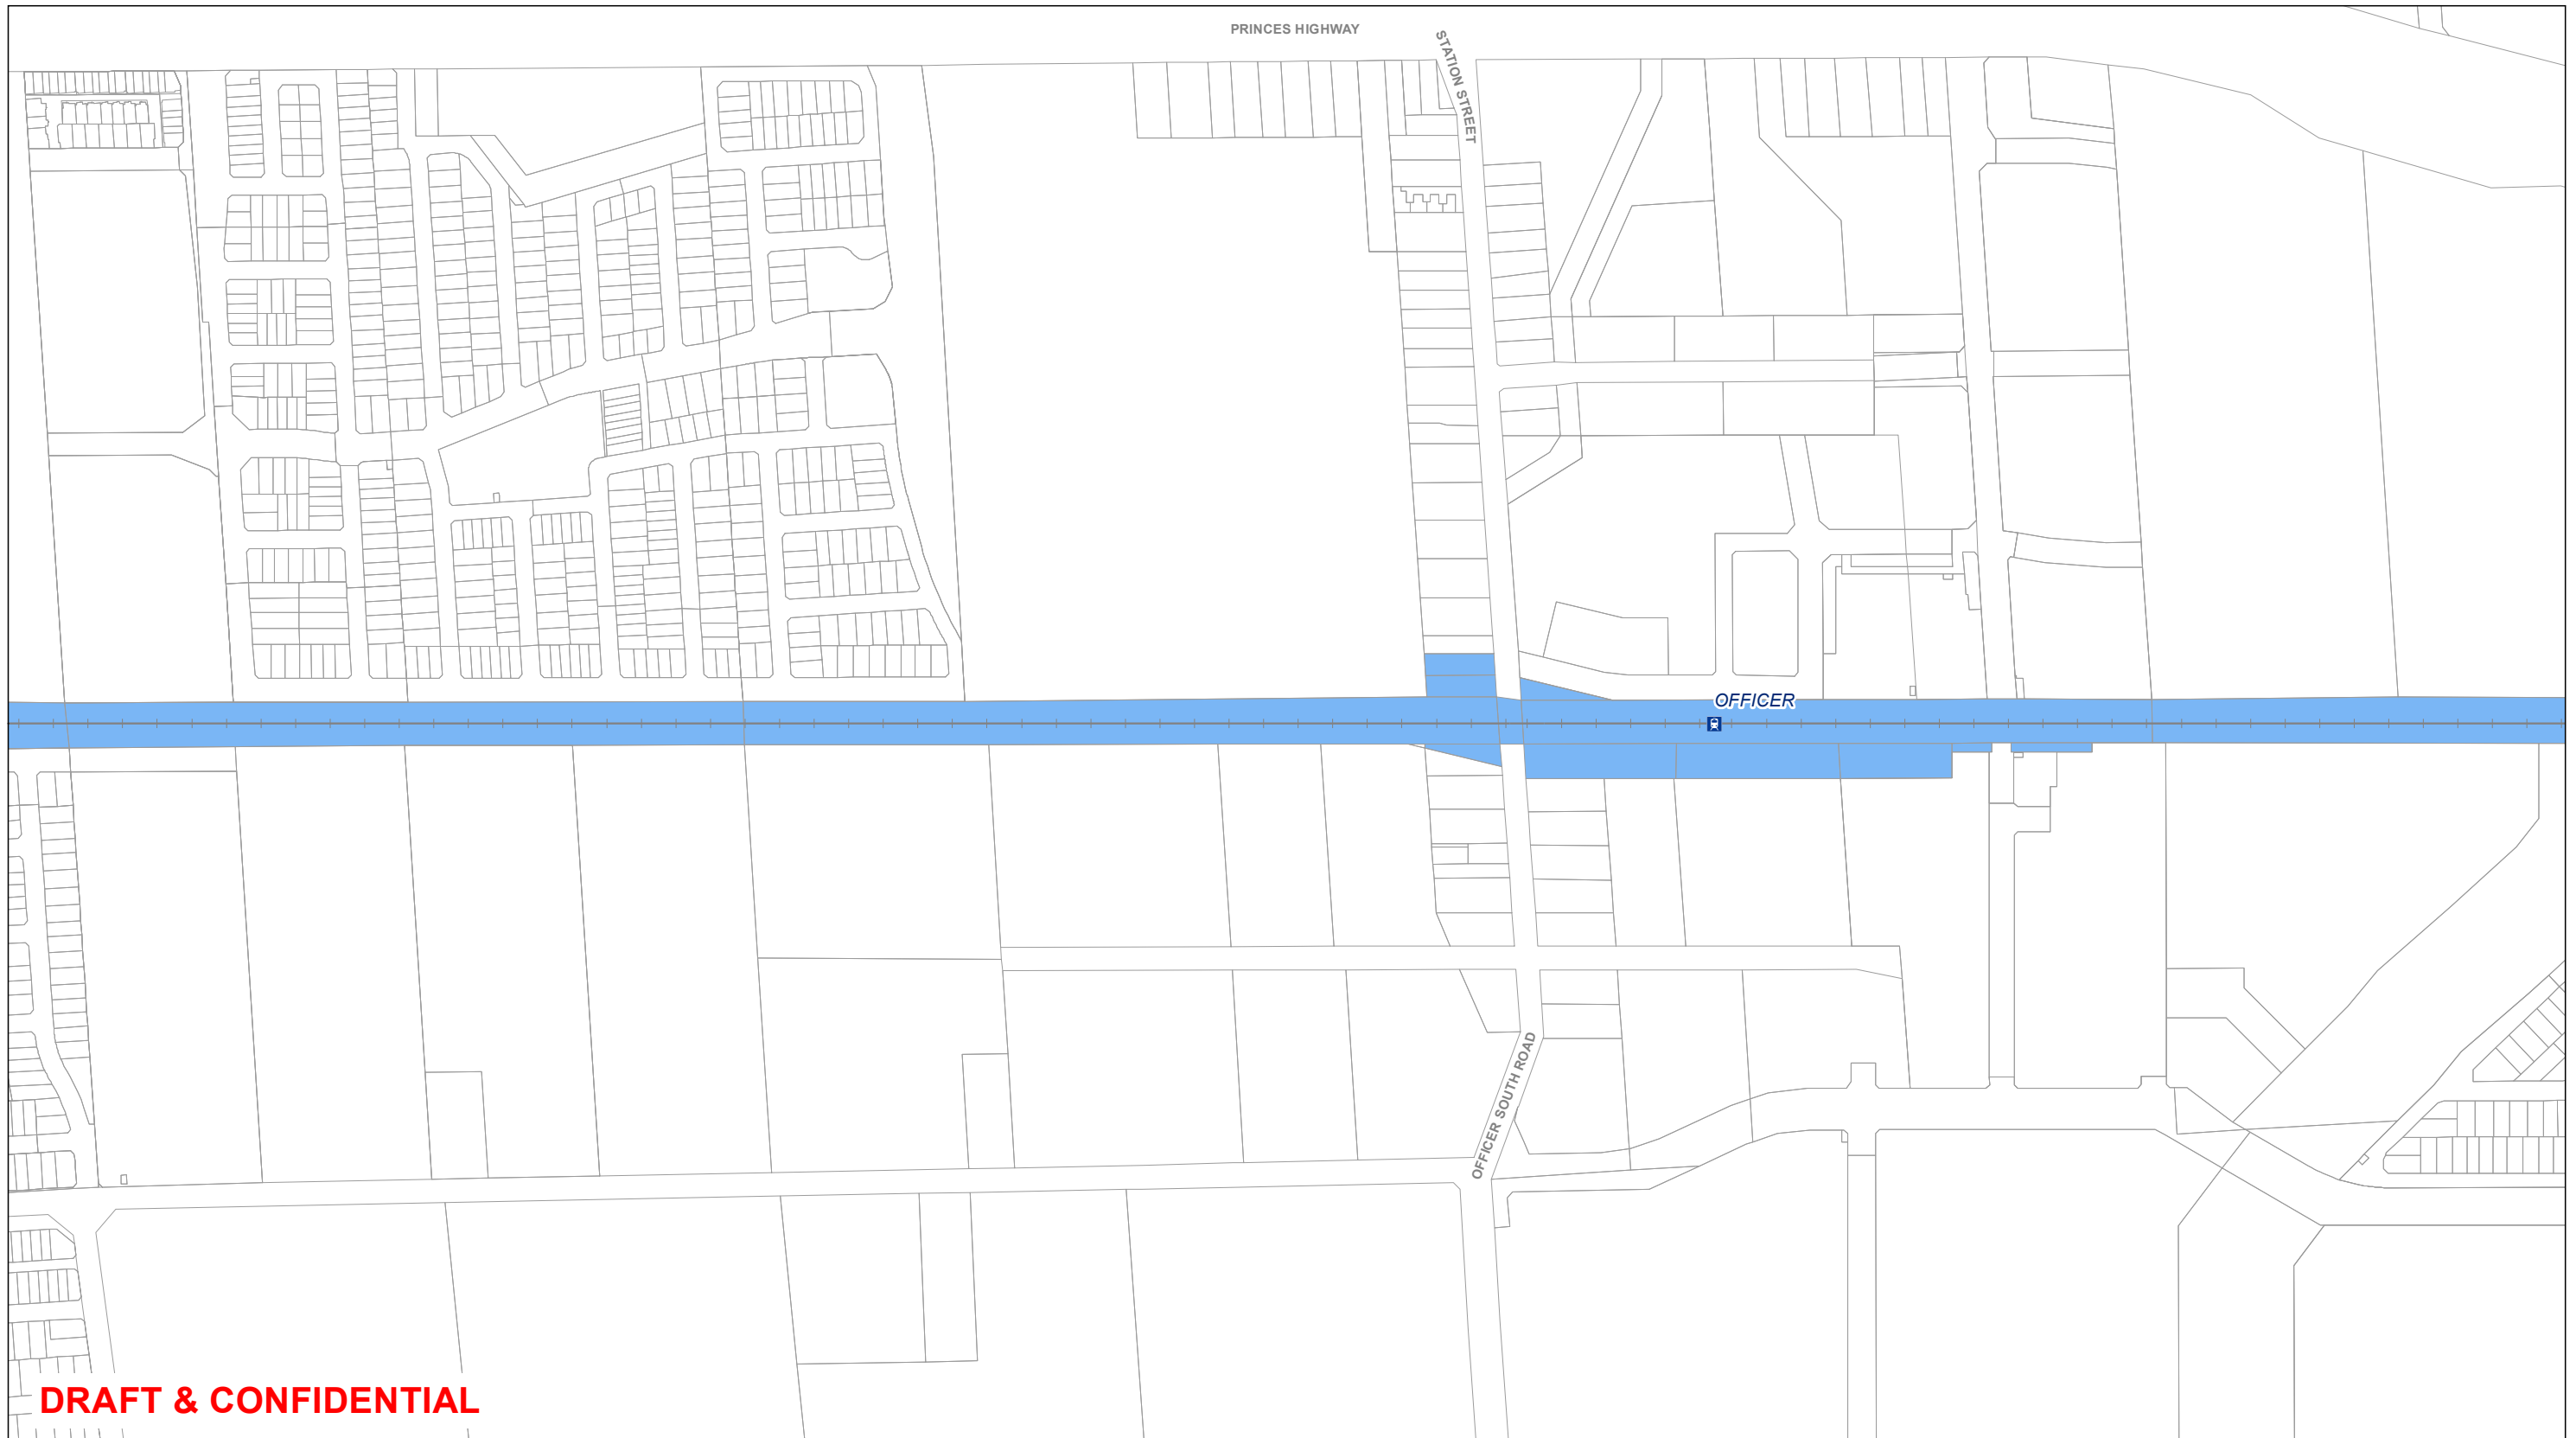 PRINCES HIGHWAY
STATION STREET
OFFICER
OFFICER SOUTH ROAD
DRAFT & CONFIDENTIAL